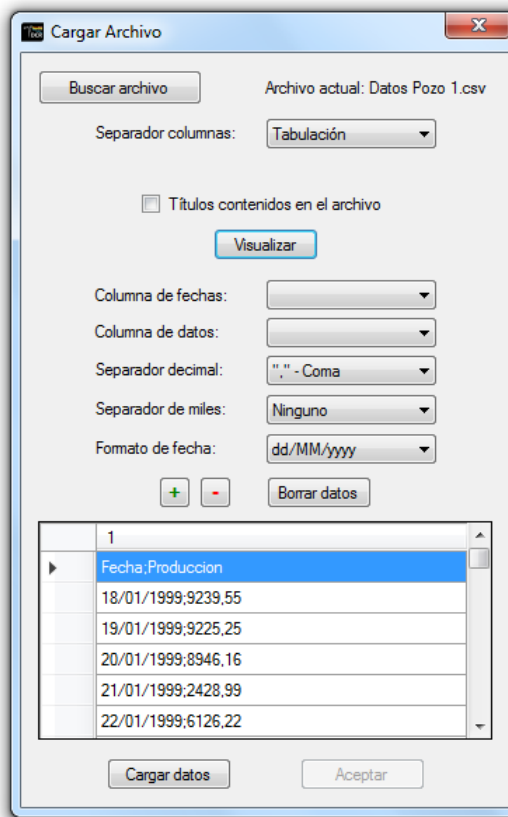 Cargar Archivo
Buscar archivo Archivo actual: Datos Pozo 1.csv
Separador columnas: Tabulación
Títulos contenidos en el archivo
Visualizar
Columna de fechas:
Columna de datos:
Separador decimal: "," - Coma
Separador de miles: Ninguno
Formato de fecha: dd/MM/yyyy
+ - Borrar datos
1
Fecha;Produccion
18/01/1999;9239,55
19/01/1999;9225,25
20/01/1999;8946,16
21/01/1999;2428,99
22/01/1999;6126,22
Cargar datos Aceptar